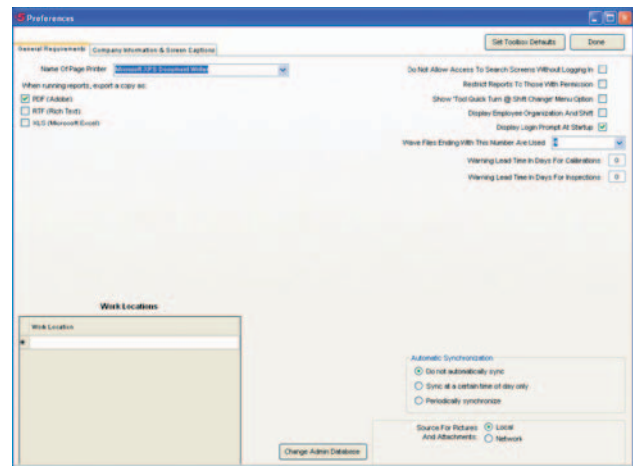 Preferences
Set Toolbox Defaults
Done
General Requirements
Company Information & Screen Captions
Name Of Page Printer
Microsoft XPS Document Writer
When running reports, export a copy as:
PDF (Adobe)
RTF (Rich Text)
XLS (Microsoft Excel)
Do Not Allow Access To Search Screens Without Logging In
Restrict Reports To Those With Permission
Show 'Tool Quick Turn @ Shift Change' Menu Option
Display Employee Organization And Shift
Display Login Prompt At Startup
Wave Files Ending With This Number Are Used
Warning Lead Time In Days For Calibrations
0
Warning Lead Time In Days For Inspections
0
Work Locations
Work Location
Automatic Synchronization
Do not automatically sync
Sync at a certain time of day only
Periodically synchronize
Source For Pictures
And Attachments:
Local
Network
Change Admin Database